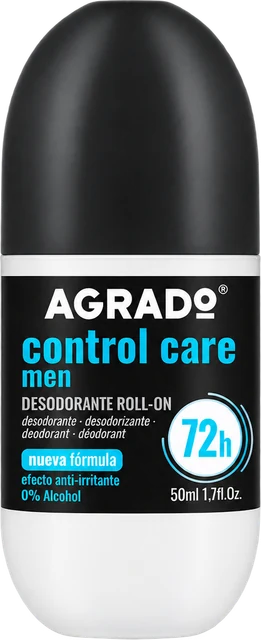 AGRADO®
control care
men
DESODORANTE ROLL-ON
desodorante · desodorizante ·
deodorant · déodorant
72h
nueva fórmula
efecto anti-irritante
0% Alcohol
50ml 1,7fl.Oz.